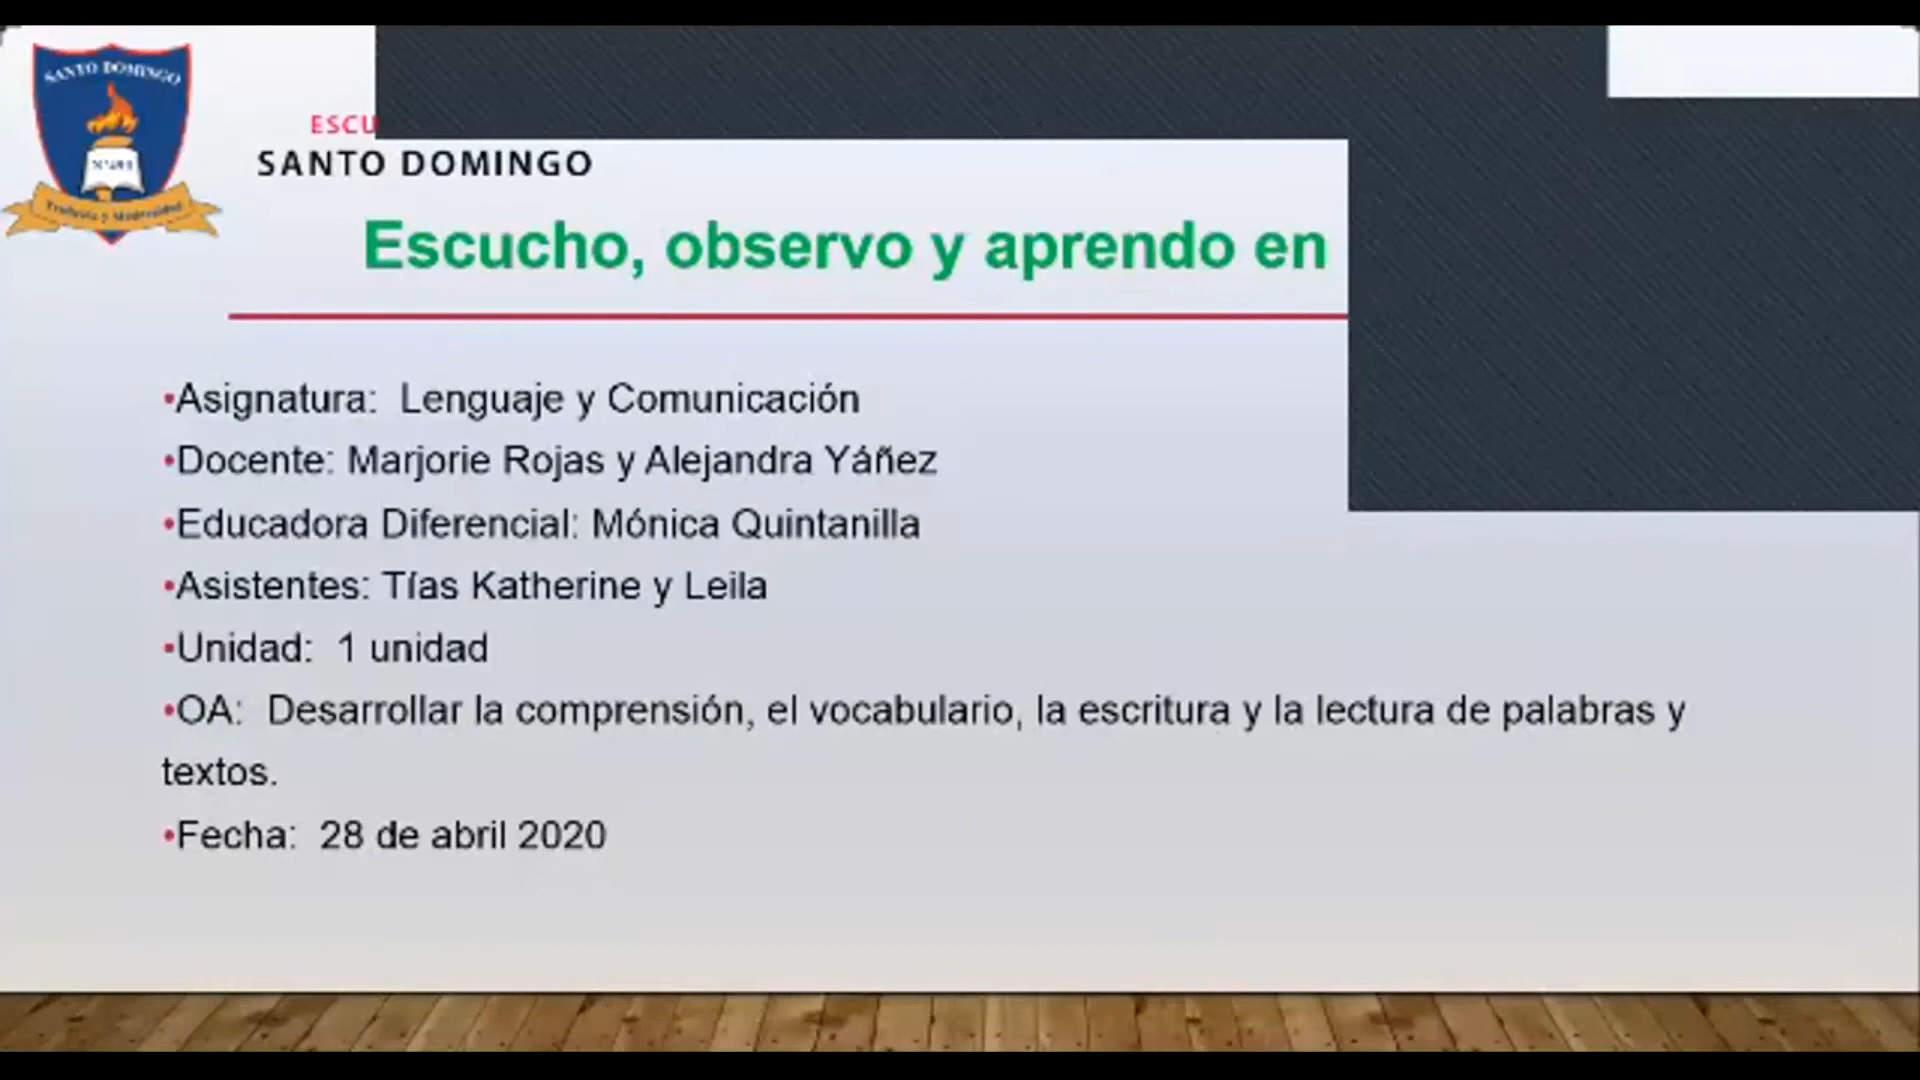 SANTO DOMINGO
ESCU
SANTO DOMINGO
Escucho, observo y aprendo en
•Asignatura: Lenguaje y Comunicación
•Docente: Marjorie Rojas y Alejandra Yáñez
•Educadora Diferencial: Mónica Quintanilla
•Asistentes: Tías Katherine y Leila
•Unidad: 1 unidad
•OA: Desarrollar la comprensión, el vocabulario, la escritura y la lectura de palabras y
textos.
•Fecha: 28 de abril 2020